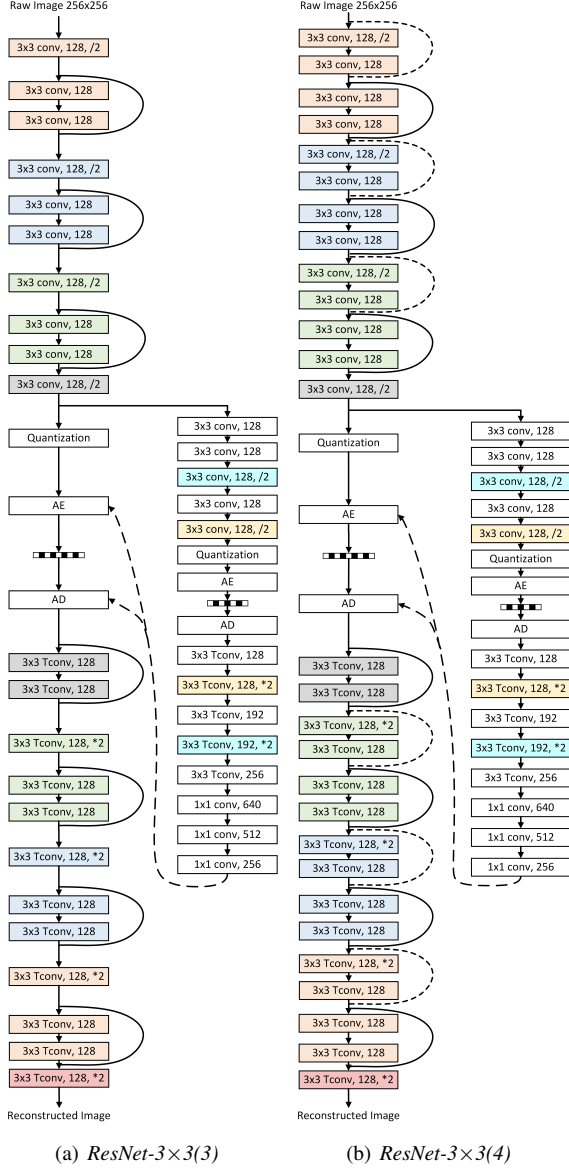 Raw Image 256x256
3x3 conv, 128, /2
3x3 conv, 128
3x3 conv, 128
3x3 conv, 128, /2
3x3 conv, 128
3x3 conv, 128
3x3 conv, 128, /2
3x3 conv, 128
3x3 conv, 128
3x3 conv, 128, /2
Quantization
AE
AD
3x3 Tconv, 128
3x3 Tconv, 128
3x3 Tconv, 128, *2
3x3 Tconv, 128
3x3 Tconv, 128
3x3 Tconv, 128, *2
3x3 Tconv, 128
3x3 Tconv, 128
3x3 Tconv, 128, *2
3x3 Tconv, 128
3x3 Tconv, 128
3x3 Tconv, 128, *2
Reconstructed Image
3x3 conv, 128
3x3 conv, 128
3x3 conv, 128, /2
3x3 conv, 128
3x3 conv, 128, /2
Quantization
AE
AD
3x3 Tconv, 128
3x3 Tconv, 128, *2
3x3 Tconv, 192
3x3 Tconv, 192, *2
3x3 Tconv, 256
1x1 conv, 640
1x1 conv, 512
1x1 conv, 256
(a) ResNet-3×3(3)
Raw Image 256x256
3x3 conv, 128, /2
3x3 conv, 128
3x3 conv, 128
3x3 conv, 128
3x3 conv, 128, /2
3x3 conv, 128
3x3 conv, 128
3x3 conv, 128
3x3 conv, 128, /2
3x3 conv, 128
3x3 conv, 128
3x3 conv, 128
3x3 conv, 128, /2
Quantization
AE
AD
3x3 Tconv, 128
3x3 Tconv, 128
3x3 Tconv, 128, *2
3x3 Tconv, 128
3x3 Tconv, 128
3x3 Tconv, 128
3x3 Tconv, 128, *2
3x3 Tconv, 128
3x3 Tconv, 128
3x3 Tconv, 128
3x3 Tconv, 128, *2
3x3 Tconv, 128
3x3 Tconv, 128
3x3 Tconv, 128
3x3 Tconv, 128, *2
Reconstructed Image
3x3 conv, 128
3x3 conv, 128
3x3 conv, 128, /2
3x3 conv, 128
3x3 conv, 128, /2
Quantization
AE
AD
3x3 Tconv, 128
3x3 Tconv, 128, *2
3x3 Tconv, 192
3x3 Tconv, 192, *2
3x3 Tconv, 256
1x1 conv, 640
1x1 conv, 512
1x1 conv, 256
(b) ResNet-3×3(4)